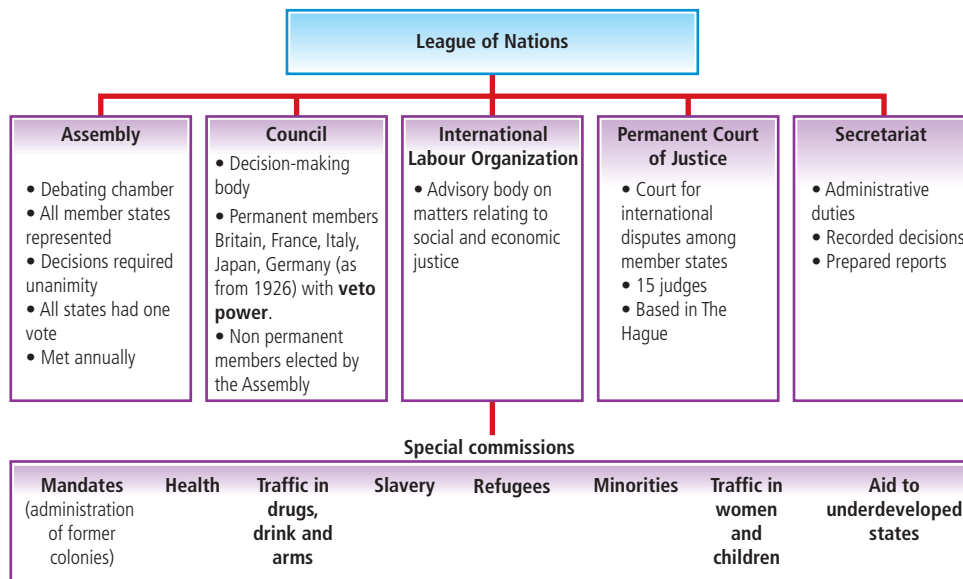 League of Nations
Assembly
• Debating chamber
• All member states
represented
• Decisions required
unanimity
• All states had one
vote
• Met annually
Council
• Decision-making
body
• Permanent members
Britain, France, Italy,
Japan, Germany (as
from 1926) with veto
power.
• Non permanent
members elected by
the Assembly
International
Labour Organization
• Advisory body on
matters relating to
social and economic
justice
Permanent Court
of Justice
• Court for
international
disputes among
member states
• 15 judges
• Based in The
Hague
Secretariat
• Administrative
duties
• Recorded decisions
• Prepared reports
Special commissions
Mandates
(administration
of former
colonies)
Health
Traffic in
drugs,
drink and
arms
Slavery
Refugees
Minorities
Traffic in
women
and
children
Aid to
underdeveloped
states